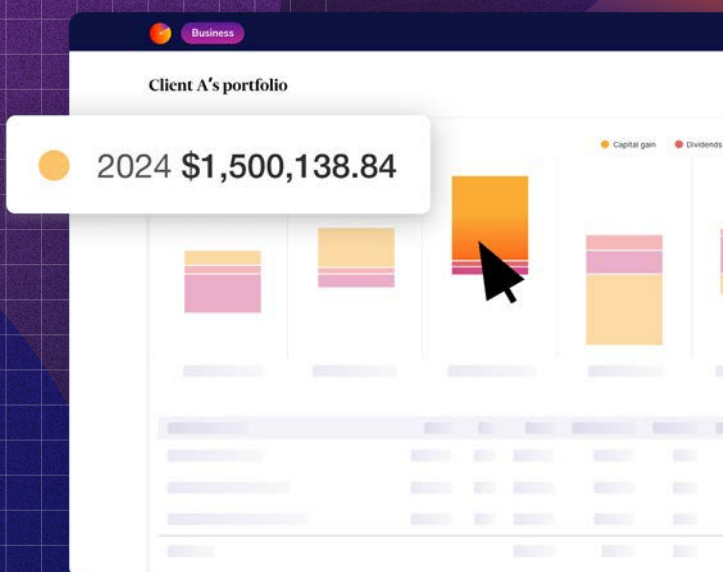 Business
Client A′s portfolio
2024 $1,500,138.84
Capital gain
Dividends